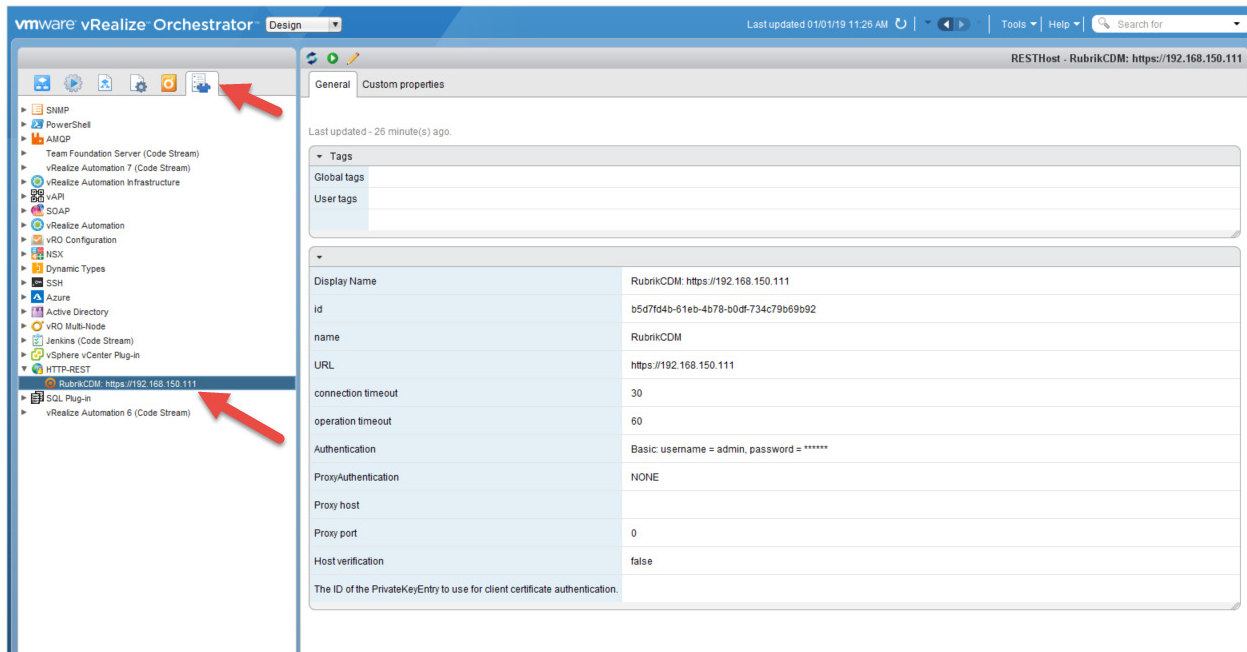 vmware vRealize Orchestrator Design Last updated 01/01/19 11:26 AM Tools Help Search for
RESTHost - RubrikCDM: https://192.168.150.111
General Custom properties
SNMP
PowerShell
AMQP
Team Foundation Server (Code Stream)
vRealize Automation 7 (Code Stream)
vRealize Automation Infrastructure
vAPI
SOAP
vRealize Automation
vRO Configuration
NSX
Dynamic Types
SSH
Azure
Active Directory
vRO Multi-Node
Jenkins (Code Stream)
vSphere vCenter Plug-in
HTTP-REST
RubrikCDM: https://192.168.150.111
SQL Plug-in
vRealize Automation 6 (Code Stream)
Last updated - 26 minute(s) ago.
Tags
Global tags
User tags
Display Name RubrikCDM: https://192.168.150.111
id b5d7fd4b-61eb-4b78-b0df-734c79b69b92
name RubrikCDM
URL https://192.168.150.111
connection timeout 30
operation timeout 60
Authentication Basic: username = admin, password = ******
ProxyAuthentication NONE
Proxy host
Proxy port 0
Host verification false
The ID of the PrivateKeyEntry to use for client certificate authentication.